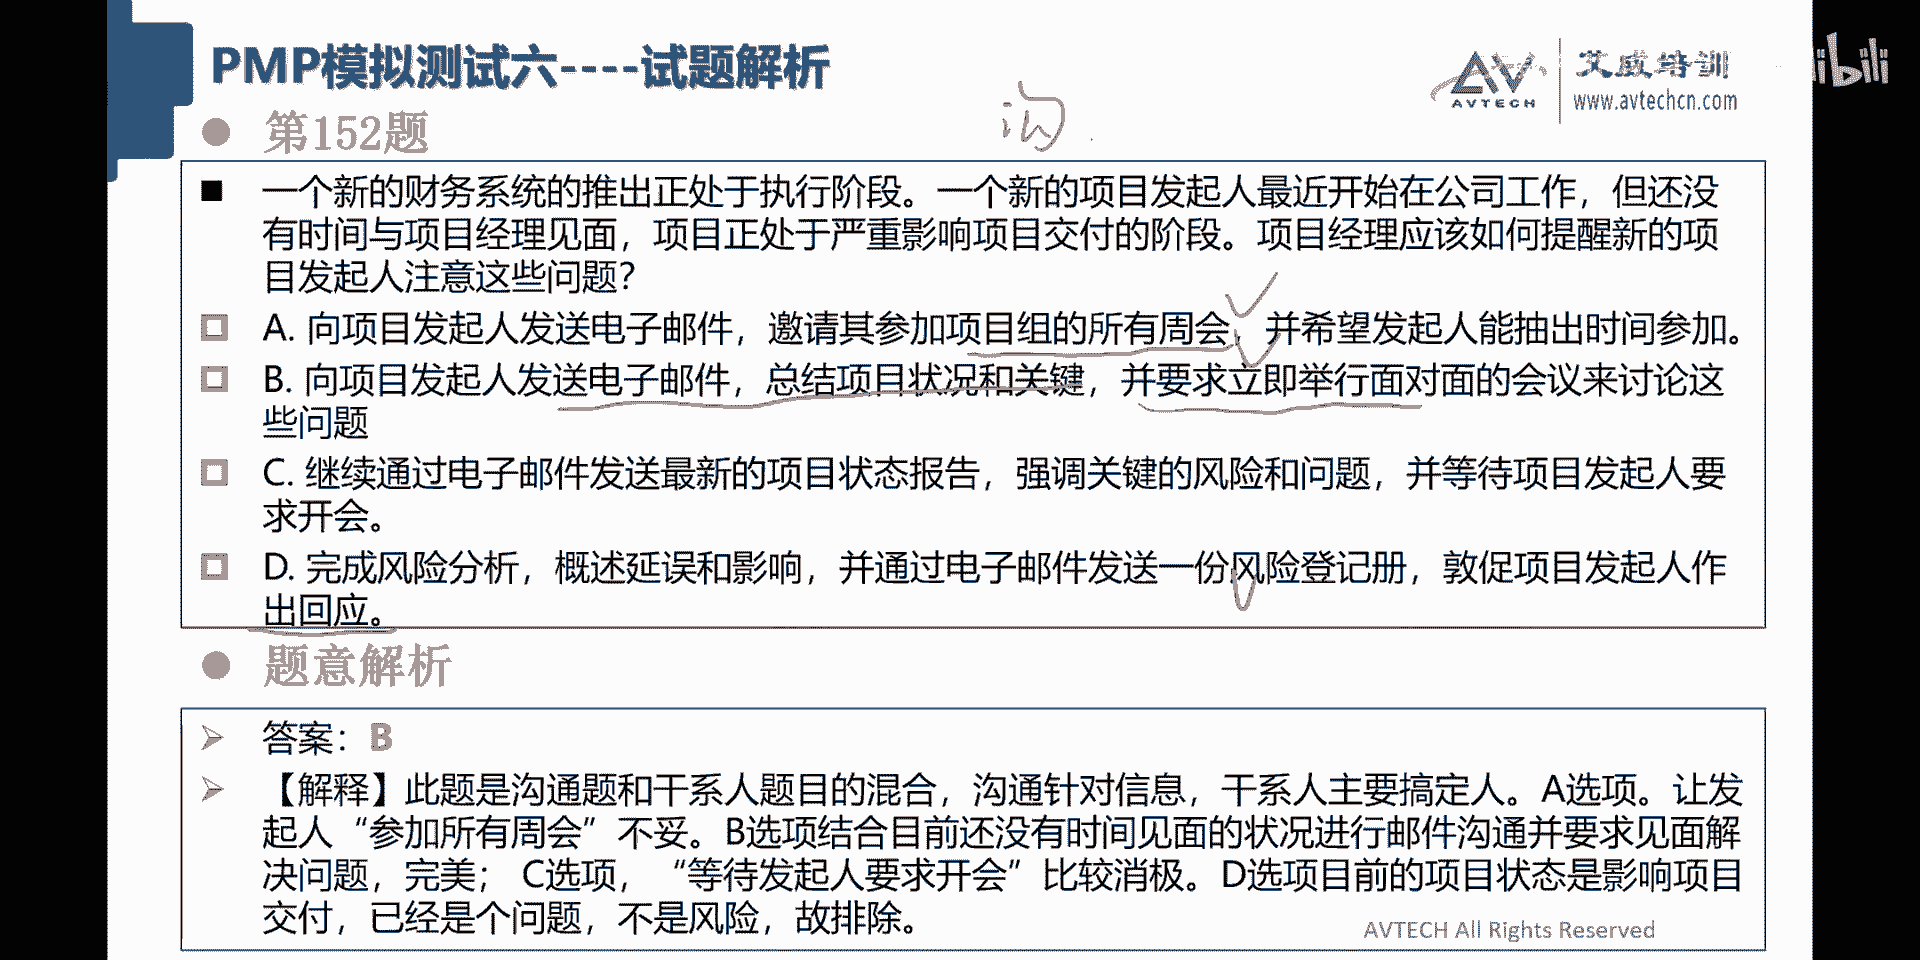 PMP模拟测试六----试题解析
AVTECH
艾威培训
www.avtechcn.com
libili
第152题
沟
一个新的财务系统的推出正处于执行阶段。一个新的项目发起人最近开始在公司工作，但还没
有时间与项目经理见面，项目正处于严重影响项目交付的阶段。项目经理应该如何提醒新的项
目发起人注意这些问题？
A. 向项目发起人发送电子邮件，邀请其参加项目组的所有周会，并希望发起人能抽出时间参加。
B. 向项目发起人发送电子邮件，总结项目状况和关键，并要求立即举行面对面的会议来讨论这
些问题
C. 继续通过电子邮件发送最新的项目状态报告，强调关键的风险和问题，并等待项目发起人要
求开会。
D. 完成风险分析，概述延误和影响，并通过电子邮件发送一份风险登记册，敦促项目发起人作
出回应。
题意解析
答案：B
【解释】此题是沟通题和干系人题目的混合，沟通针对信息，干系人主要搞定人。A选项。让发
起人“参加所有周会”不妥。B选项结合目前还没有时间见面的状况进行邮件沟通并要求见面解
决问题，完美； C选项，“等待发起人要求开会”比较消极。D选项目前的项目状态是影响项目
交付，已经是个问题，不是风险，故排除。
AVTECH All Rights Reserved